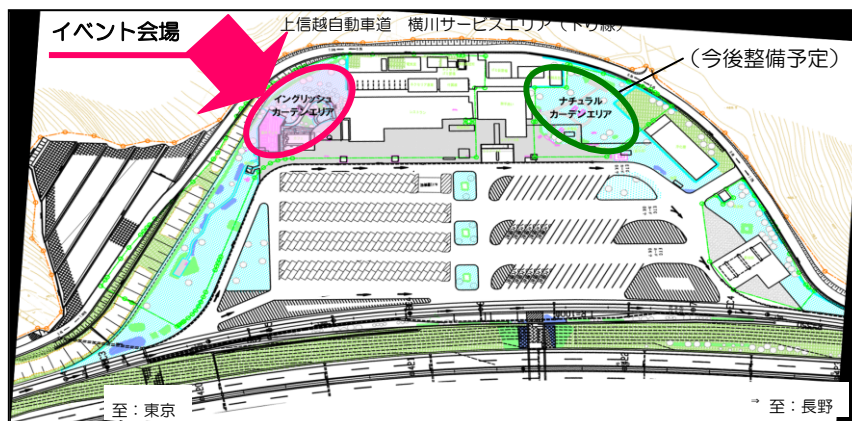 イベント会場
上信越自動車道 横川サービスエリア(下り線)
(今後整備予定)
イングリッシュ
ガーデンエリア
ナチュラル
ガーデンエリア
至:東京
⇒ 至:長野